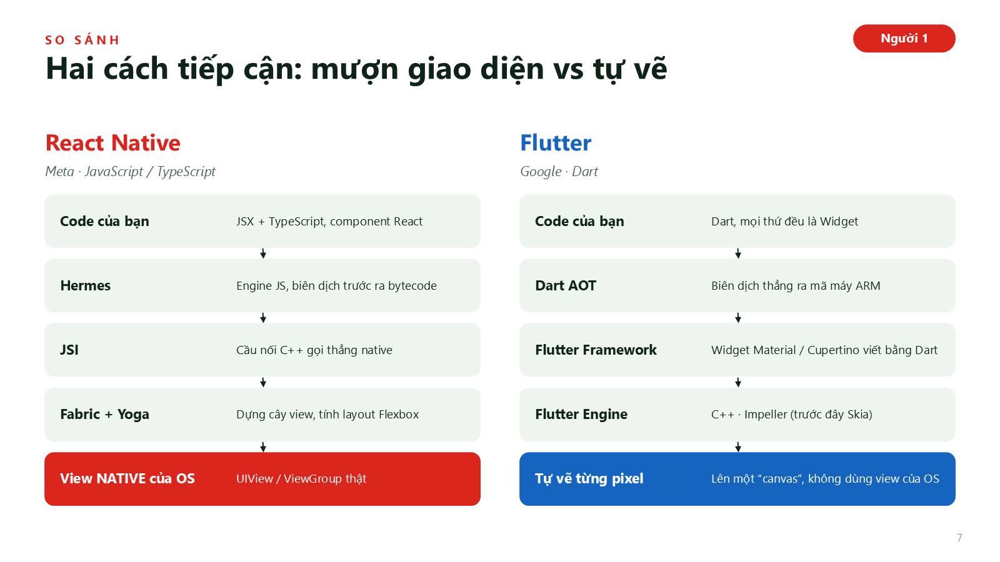 SO SÁNH
Người 1
Hai cách tiếp cận: mượn giao diện vs tự vẽ
React Native
Meta · JavaScript / TypeScript
Code của bạn JSX + TypeScript, component React
Hermes Engine JS, biên dịch trước ra bytecode
JSI Cầu nối C++ gọi thẳng native
Fabric + Yoga Dựng cây view, tính layout Flexbox
View NATIVE của OS UIView / ViewGroup thật
Flutter
Google · Dart
Code của bạn Dart, mọi thứ đều là Widget
Dart AOT Biên dịch thẳng ra mã máy ARM
Flutter Framework Widget Material / Cupertino viết bằng Dart
Flutter Engine C++ · Impeller (trước đây Skia)
Tự vẽ từng pixel Lên một “canvas”, không dùng view của OS
7